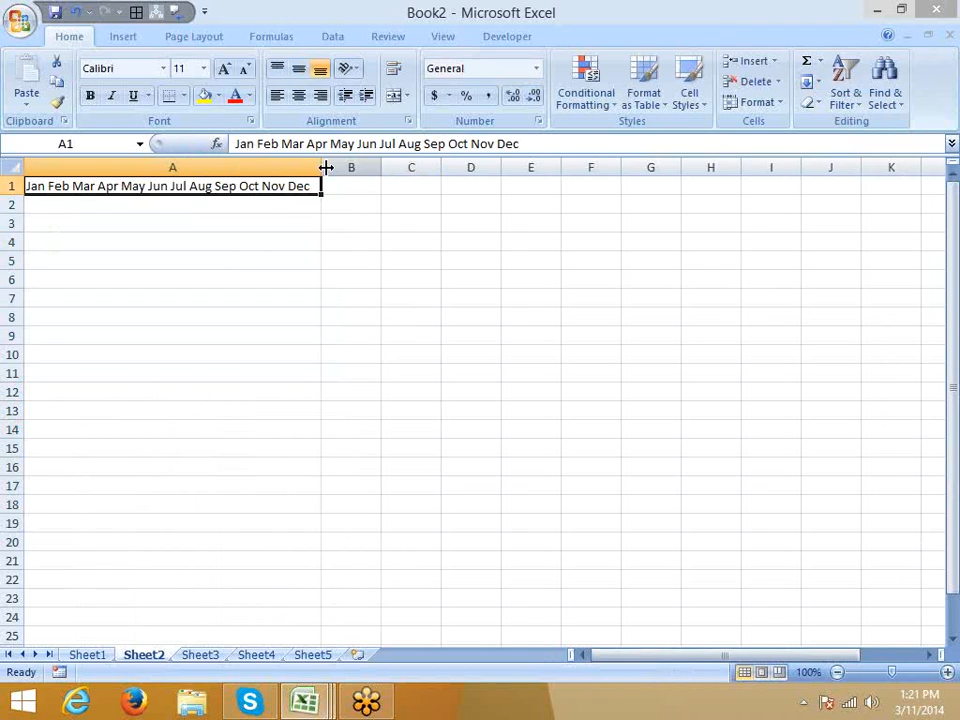 Book2 - Microsoft Excel
Home Insert Page Layout Formulas Data Review View Developer
Paste
Calibri 11
B I U
General
$ % ,
Conditional Formatting
Format as Table
Cell Styles
Insert
Delete
Format
Sort & Filter
Find & Select
Clipboard Font Alignment Number Styles Cells Editing
A1 fx Jan Feb Mar Apr May Jun Jul Aug Sep Oct Nov Dec
A B C D E F G H I J K
1 Jan Feb Mar Apr May Jun Jul Aug Sep Oct Nov Dec
2
3
4
5
6
7
8
9
10
11
12
13
14
15
16
17
18
19
20
21
22
23
24
25
Sheet1 Sheet2 Sheet3 Sheet4 Sheet5
Ready 100%
1:21 PM
3/11/2014